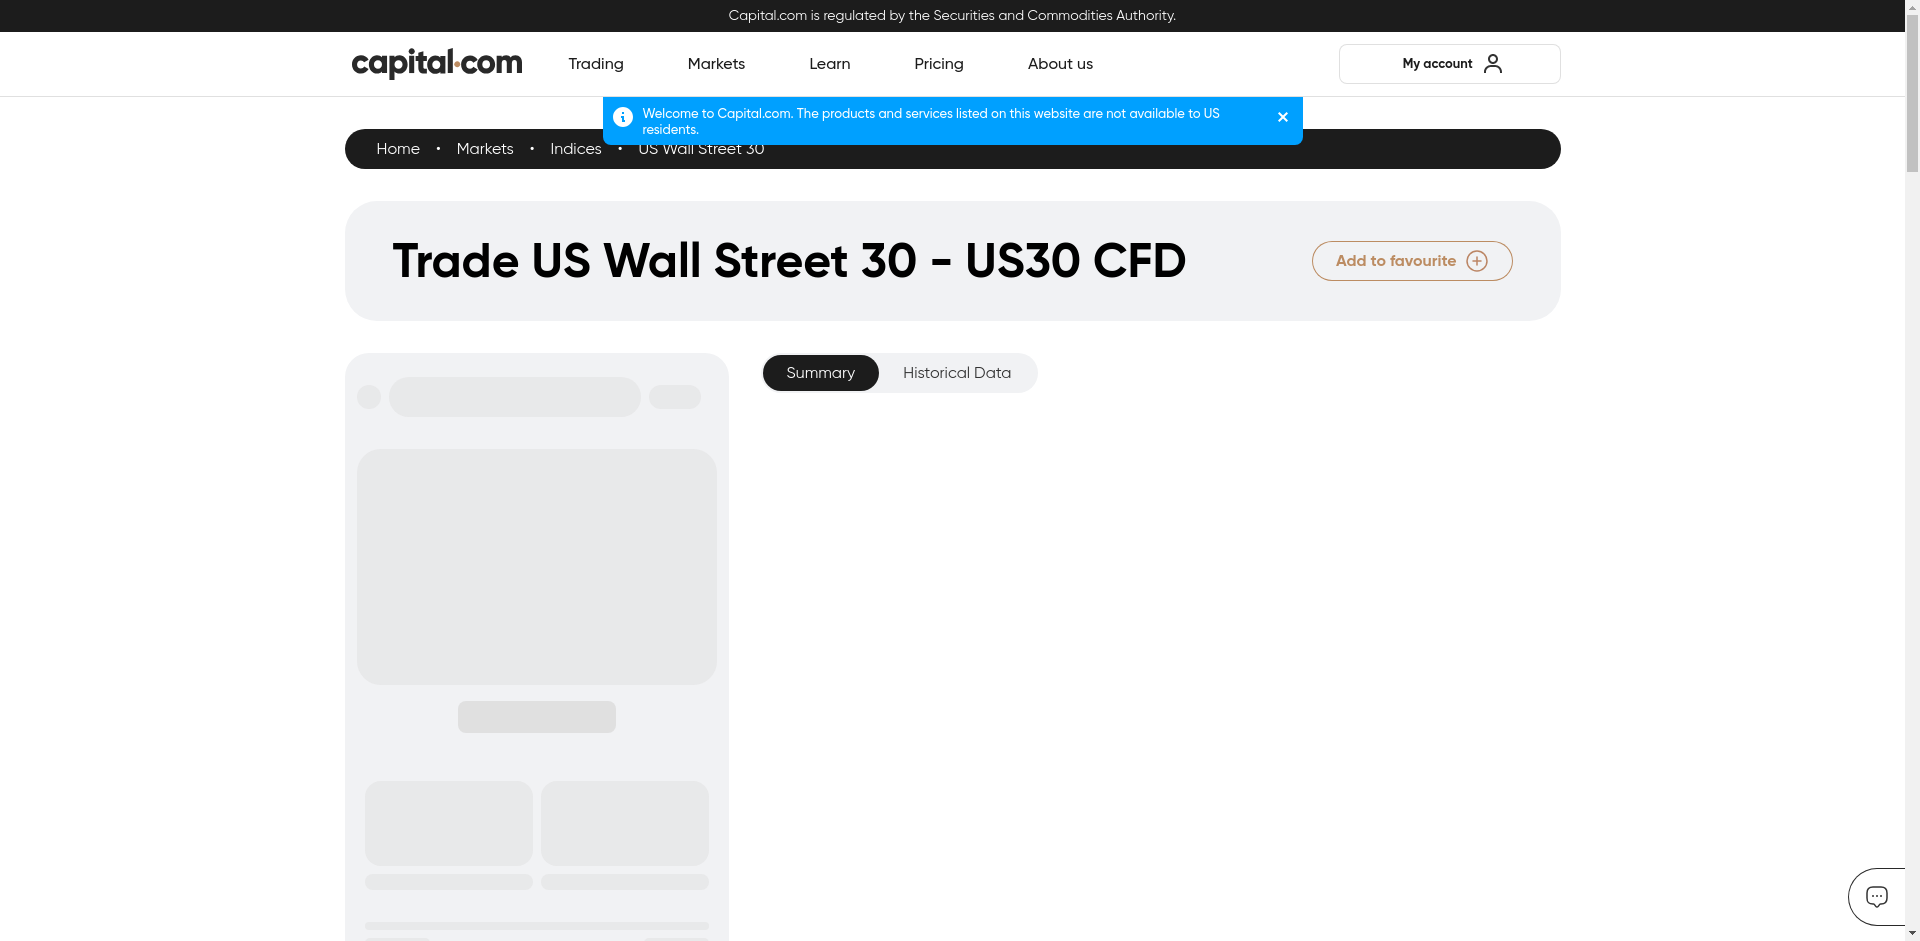 Capital.com is regulated by the Securities and Commodities Authority.
capital.com
Trading
Markets
Learn
Pricing
About us
My account
Welcome to Capital.com. The products and services listed on this website are not available to US
residents.
Home • Markets • Indices • US Wall Street 30
Trade US Wall Street 30 - US30 CFD
Add to favourite
Summary
Historical Data